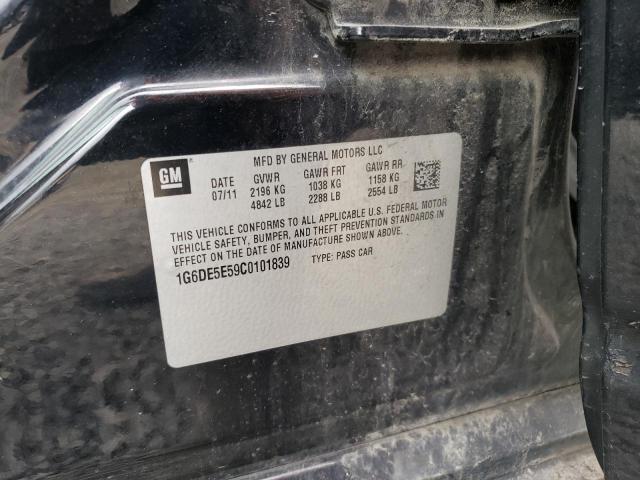 GM
MFD BY GENERAL MOTORS LLC
DATE GVWR GAWR FRT GAWR RR
07/11 2196 KG 1038 KG 1158 KG
4842 LB 2288 LB 2554 LB
THIS VEHICLE CONFORMS TO ALL APPLICABLE U.S. FEDERAL MOTOR
VEHICLE SAFETY, BUMPER, AND THEFT PREVENTION STANDARDS IN
EFFECT ON THE DATE OF MANUFACTURE SHOWN ABOVE.
1G6DE5E59C0101839 TYPE: PASS CAR